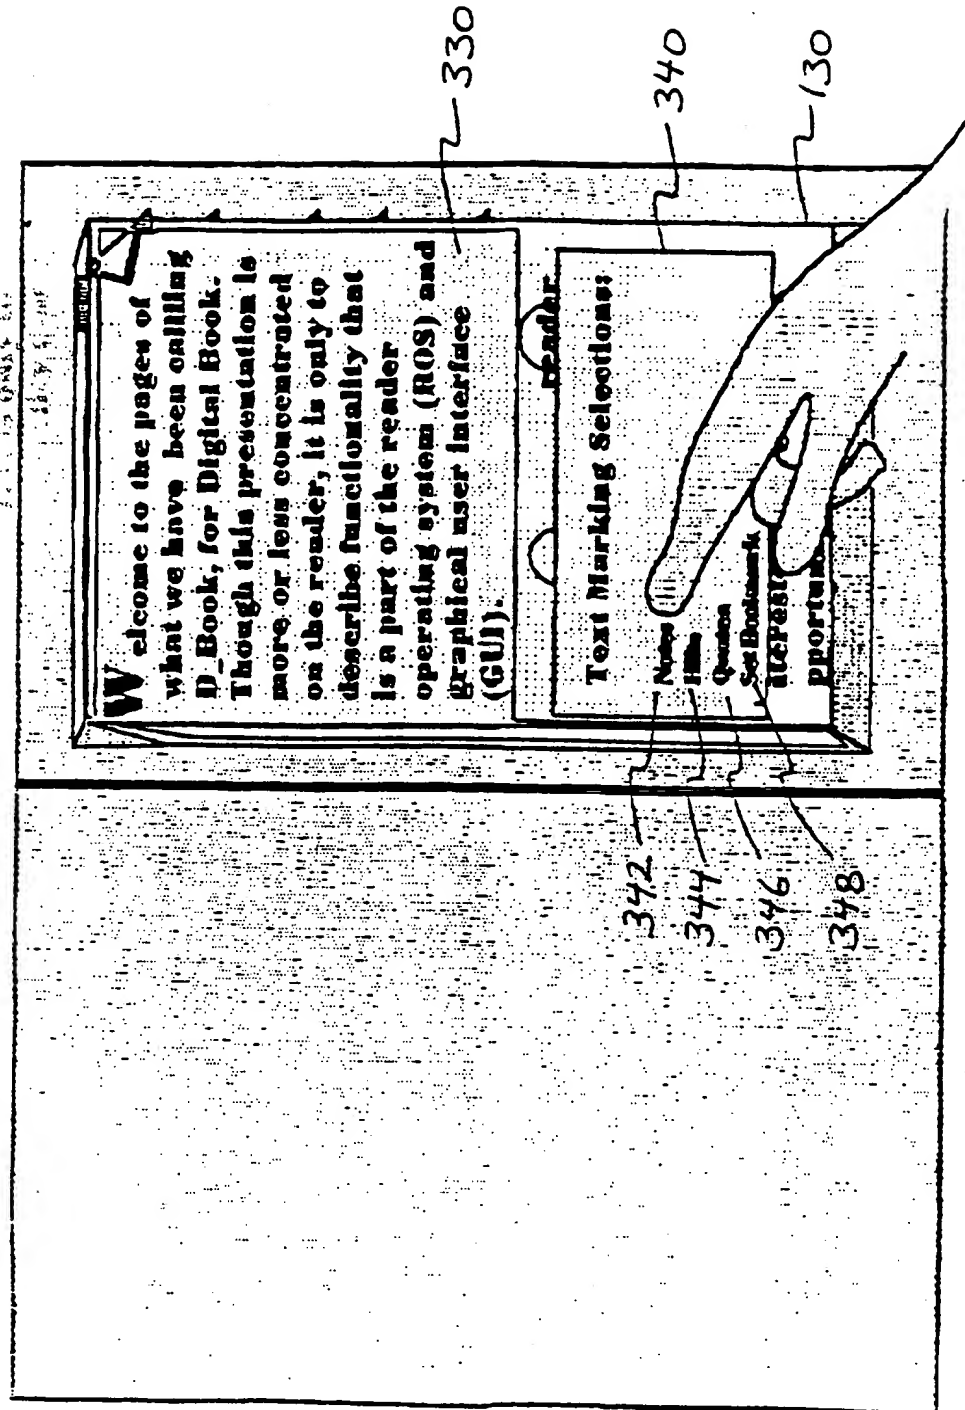 Welcome to the pages of
what we have been calling
D_Book, for Digital Book.
Though this presentation is
more or less concentrated
on the reader, it is only to
describe functionality that
is a part of the reader
operating system (ROS) and
graphical user interface
(GUI).
reader
Text Marking Selections:
Notes
Quotes
Set Bookmark
pportun
330
340
130
342
344
346
348